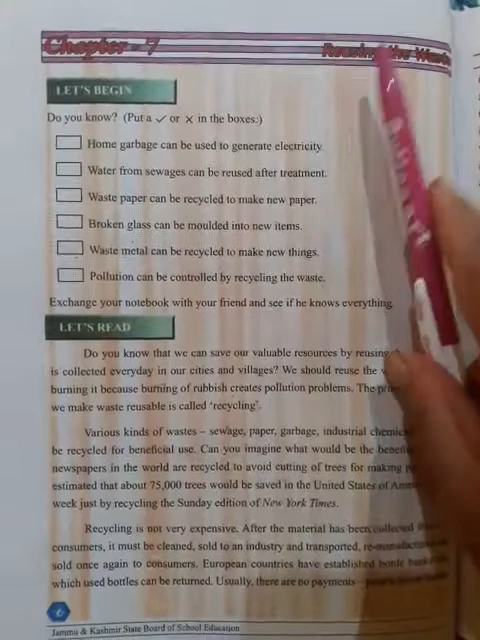 Chapter - 7
Reusing the Waste
LET'S BEGIN
Do you know? (Put a ✓ or × in the boxes.)
Home garbage can be used to generate electricity.
Water from sewages can be reused after treatment.
Waste paper can be recycled to make new paper.
Broken glass can be moulded into new items.
Waste metal can be recycled to make new things.
Pollution can be controlled by recycling the waste.
Exchange your notebook with your friend and see if he knows everything.
LET'S READ
Do you know that we can save our valuable resources by reusing
is collected everyday in our cities and villages? We should reuse the
burning it because burning of rubbish creates pollution problems. The
we make waste reusable is called 'recycling'.
Various kinds of wastes – sewage, paper, garbage, industrial
be recycled for beneficial use. Can you imagine what would be the
newspapers in the world are recycled to avoid cutting of trees for making
estimated that about 75,000 trees would be saved in the United States of
week just by recycling the Sunday edition of New York Times.
Recycling is not very expensive. After the material has been collected
consumers, it must be cleaned, sold to an industry and transported,
sold once again to consumers. European countries have established bottle
which used bottles can be returned. Usually, there are no payments –
6
Jammu & Kashmir State Board of School Education